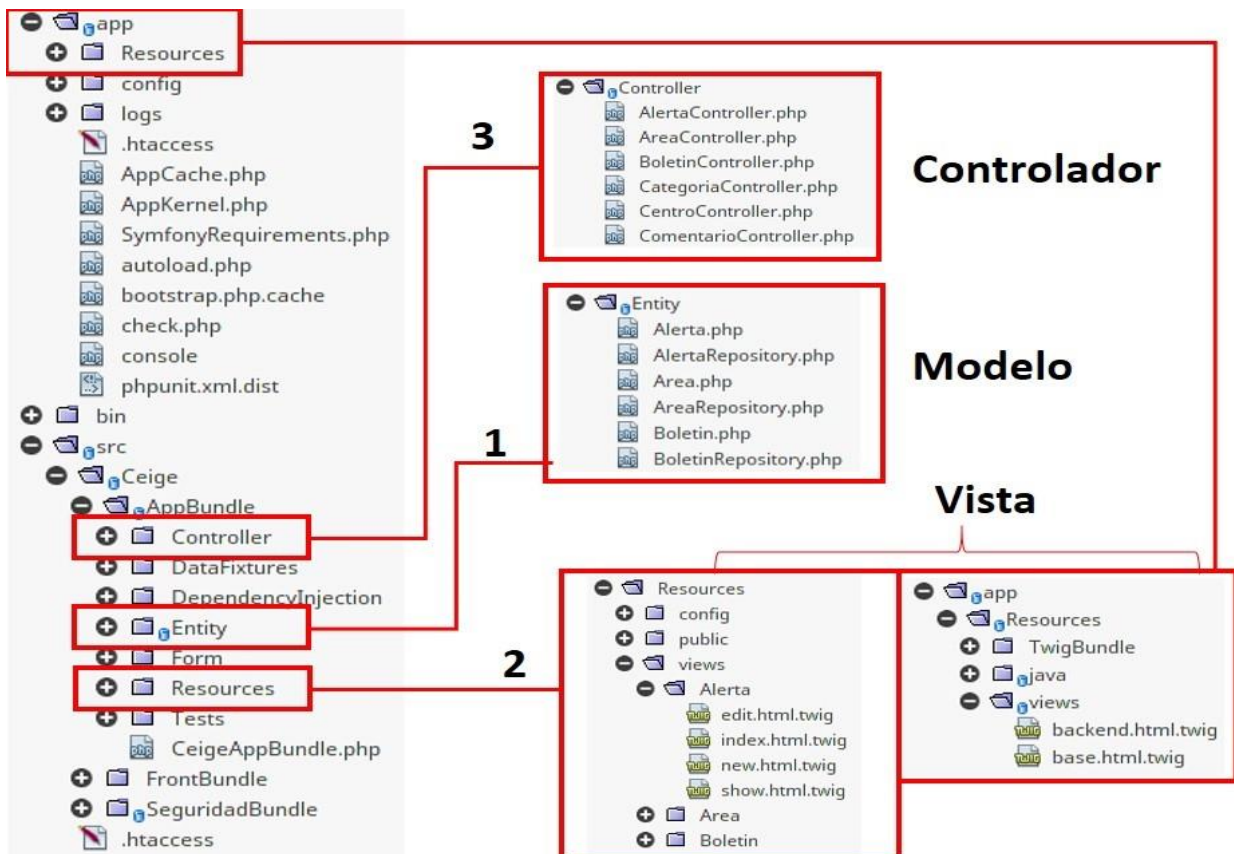 app
Resources
config
logs
.htaccess
AppCache.php
AppKernel.php
SymfonyRequirements.php
autoload.php
bootstrap.php.cache
check.php
console
phpunit.xml.dist
bin
src
Ceige
AppBundle
Controller
DataFixtures
DependencyInjection
Entity
Form
Resources
Tests
CeigeAppBundle.php
FrontBundle
SeguridadBundle
.htaccess
3
Controller
AlertaController.php
AreaController.php
BoletinController.php
CategoriaController.php
CentroController.php
ComentarioController.php
Controlador
1
Entity
Alerta.php
AlertaRepository.php
Area.php
AreaRepository.php
Boletin.php
BoletinRepository.php
Modelo
Vista
2
Resources
config
public
views
Alerta
edit.html.twig
index.html.twig
new.html.twig
show.html.twig
Area
Boletin
app
Resources
TwigBundle
java
views
backend.html.twig
base.html.twig